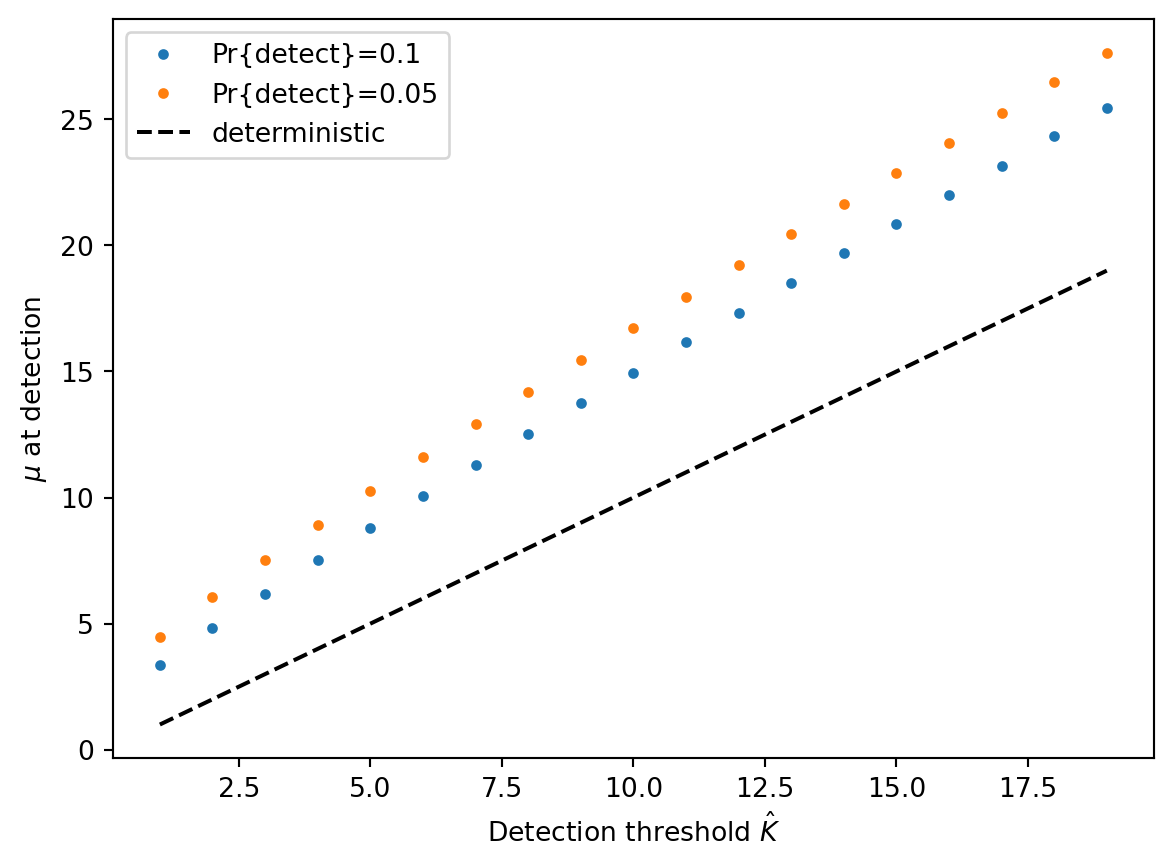 Pr{detect}=0.1
Pr{detect}=0.05
deterministic
25
20
15
10
5
0
μ at detection
2.5 5.0 7.5 10.0 12.5 15.0 17.5
Detection threshold K̂